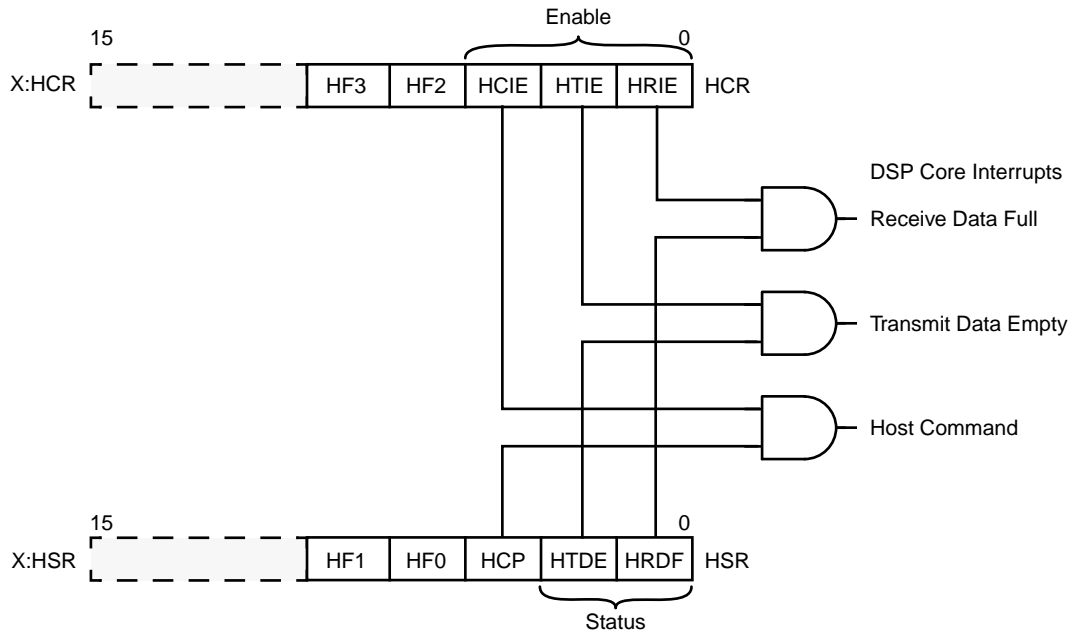 Enable
15 0
X:HCR HF3 HF2 HCIE HTIE HRIE HCR
DSP Core Interrupts
Receive Data Full
Transmit Data Empty
Host Command
15 0
X:HSR HF1 HF0 HCP HTDE HRDF HSR
Status